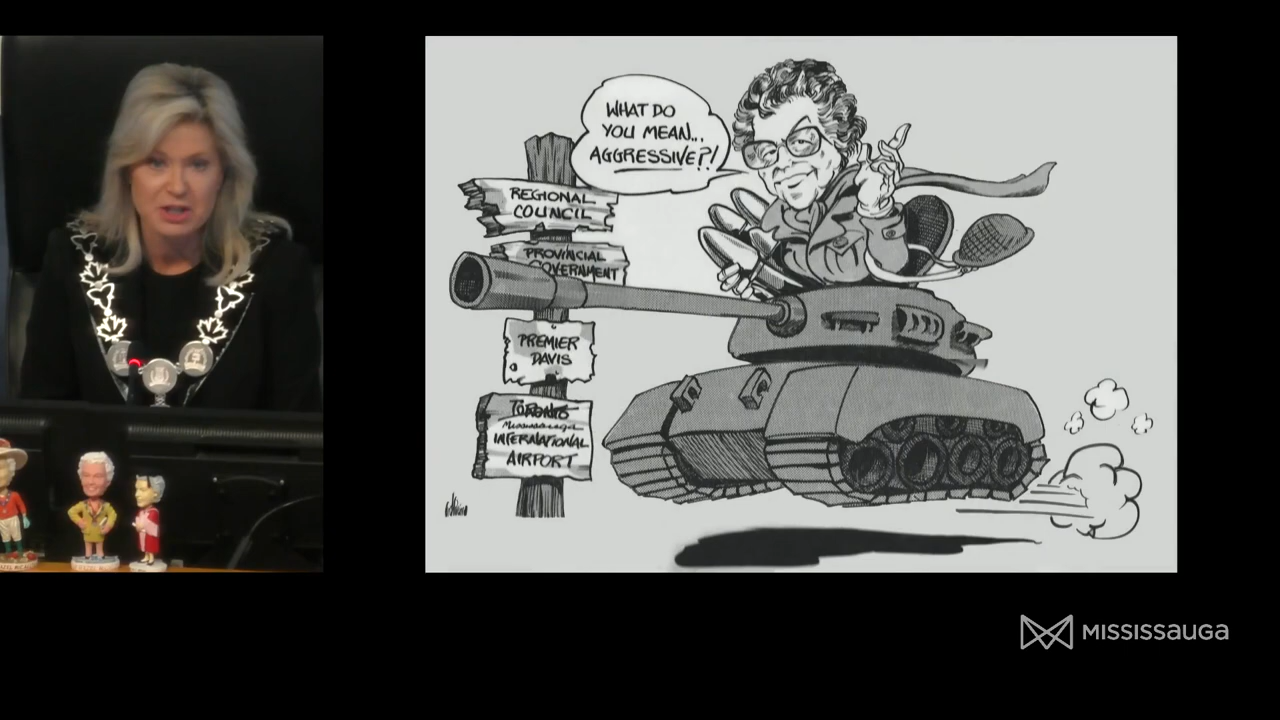 WHAT DO
YOU MEAN...
AGGRESSIVE?!
REGIONAL
COUNCIL
PROVINCIAL
GOVERNMENT
PREMIER
DAVIS
TORONTO
Mississauga
INTERNATIONAL
AIRPORT
MISSISSAUGA